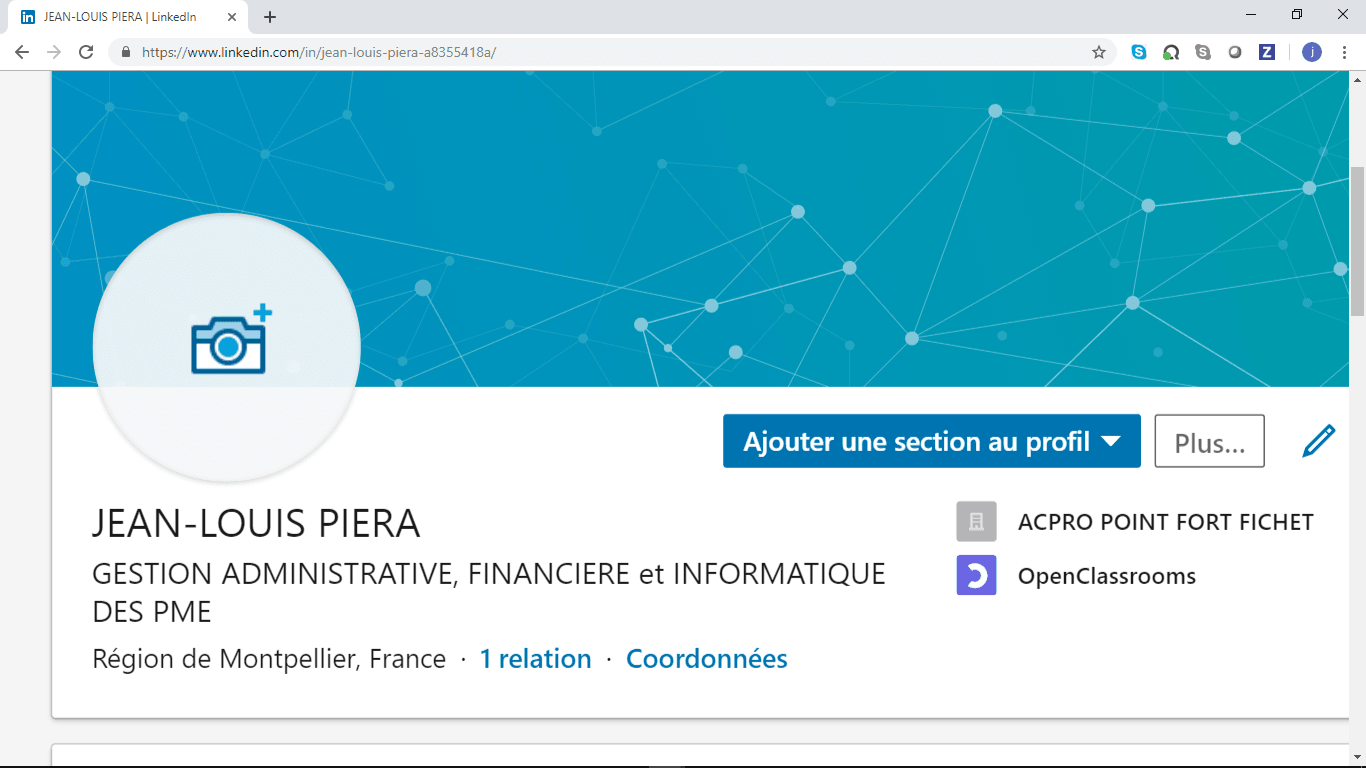 JEAN-LOUIS PIERA | LinkedIn
https://www.linkedin.com/in/jean-louis-piera-a8355418a/
Z
j
Ajouter une section au profil
Plus...
JEAN-LOUIS PIERA
GESTION ADMINISTRATIVE, FINANCIERE et INFORMATIQUE
DES PME
Région de Montpellier, France · 1 relation · Coordonnées
ACPRO POINT FORT FICHET
OpenClassrooms